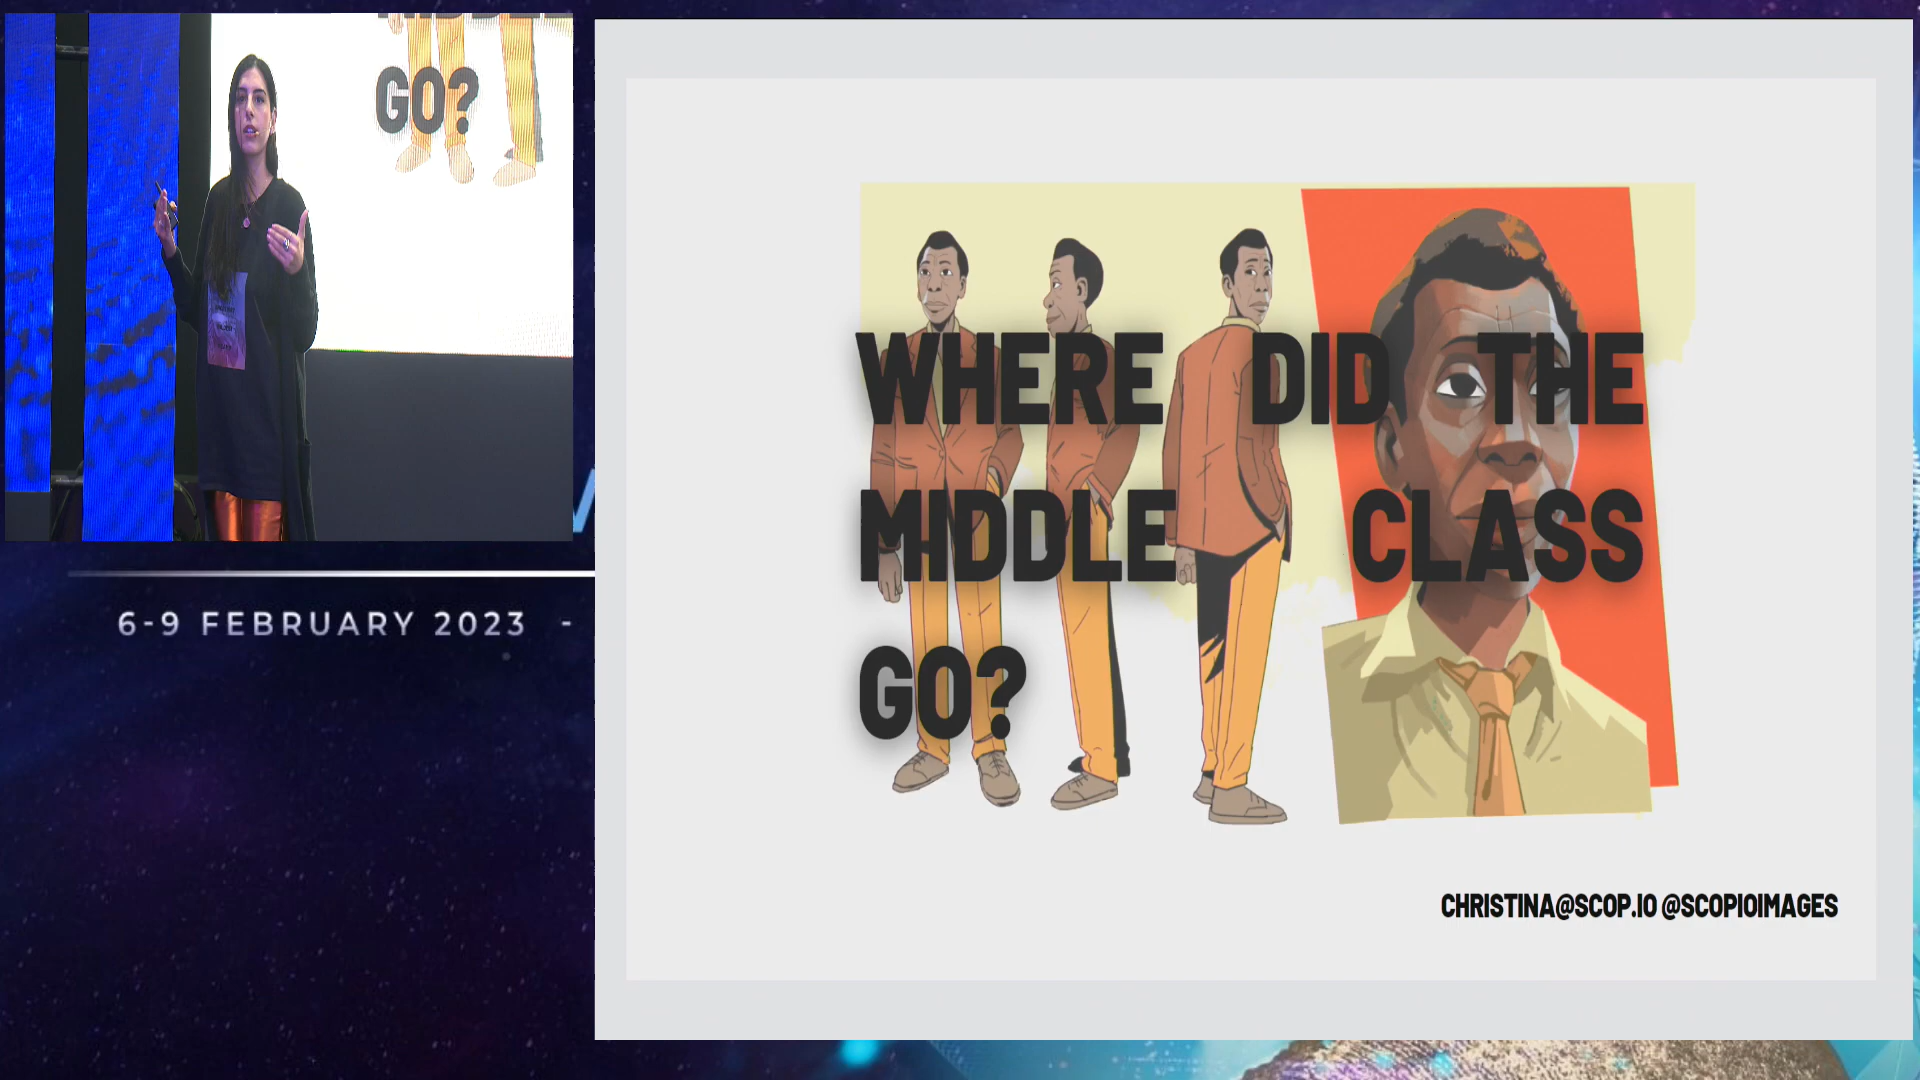 GO?
6-9 FEBRUARY 2023 -
WHERE DID THE
MIDDLE CLASS
GO?
CHRISTINA@SCOP.IO @SCOPIOIMAGES